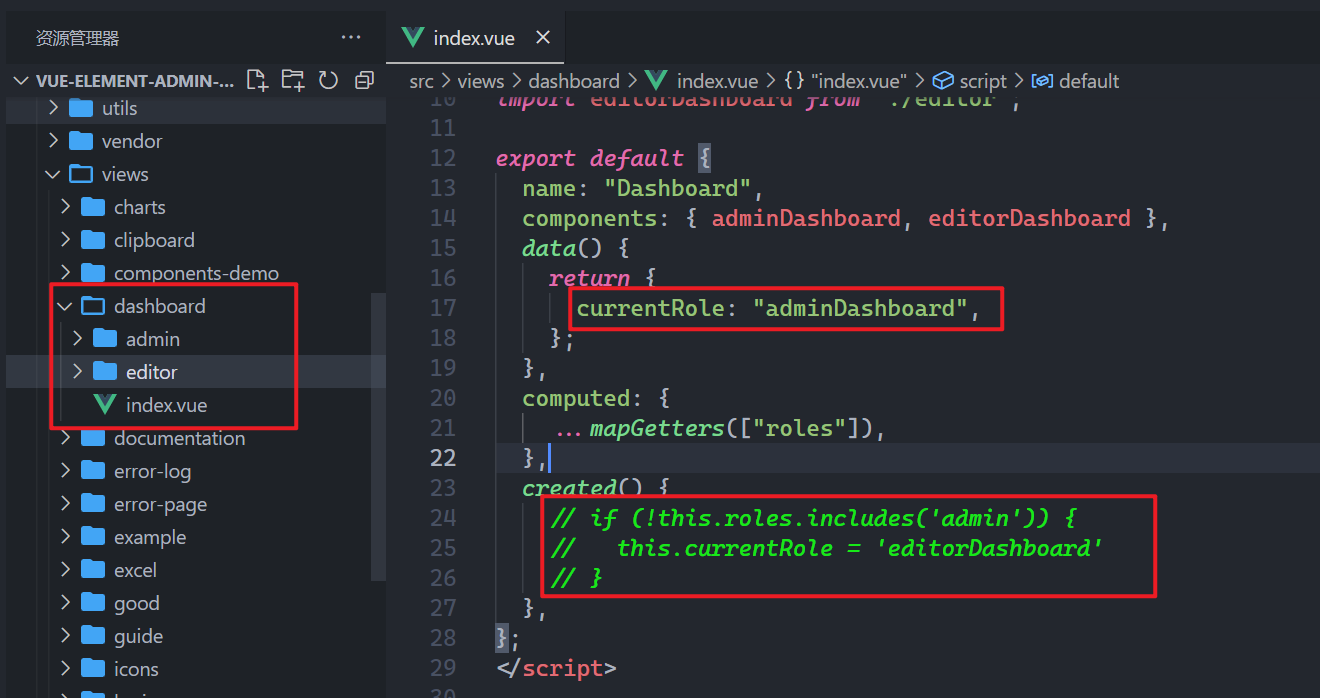 资源管理器
...
index.vue
VUE-ELEMENT-ADMIN-...
src > views > dashboard > index.vue > {} "index.vue" > script > default
utils
vendor
views
charts
clipboard
components-demo
dashboard
admin
editor
index.vue
documentation
error-log
error-page
example
excel
good
guide
icons
10 import editorDashboard from "./editor";
11
12 export default {
13 name: "Dashboard",
14 components: { adminDashboard, editorDashboard },
15 data() {
16 return {
17 currentRole: "adminDashboard",
18 };
19 },
20 computed: {
21 ...mapGetters(["roles"]),
22 },
23 created() {
24 // if (!this.roles.includes('admin')) {
25 //   this.currentRole = 'editorDashboard'
26 // }
27 },
28 };
29 </script>
30